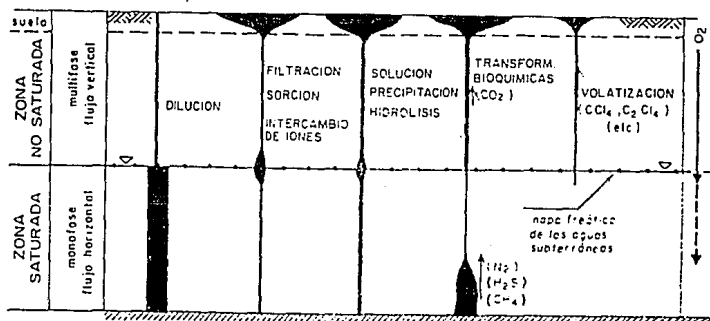 suelo
ZONA
NO SATURADA
multifase
flujo vertical
DILUCION
FILTRACION
SORCION
INTERCAMBIO
DE IONES
SOLUCION
PRECIPITACION
HIDROLISIS
TRANSFORM.
BIOQUIMICAS
(CO2)
VOLATIZACION
(CCl4, C2Cl4)
(etc)
O2
ZONA
SATURADA
monofase
flujo horizontal
napa freática
de las aguas
subterráneas
(N2)
(H2S)
(CH4)